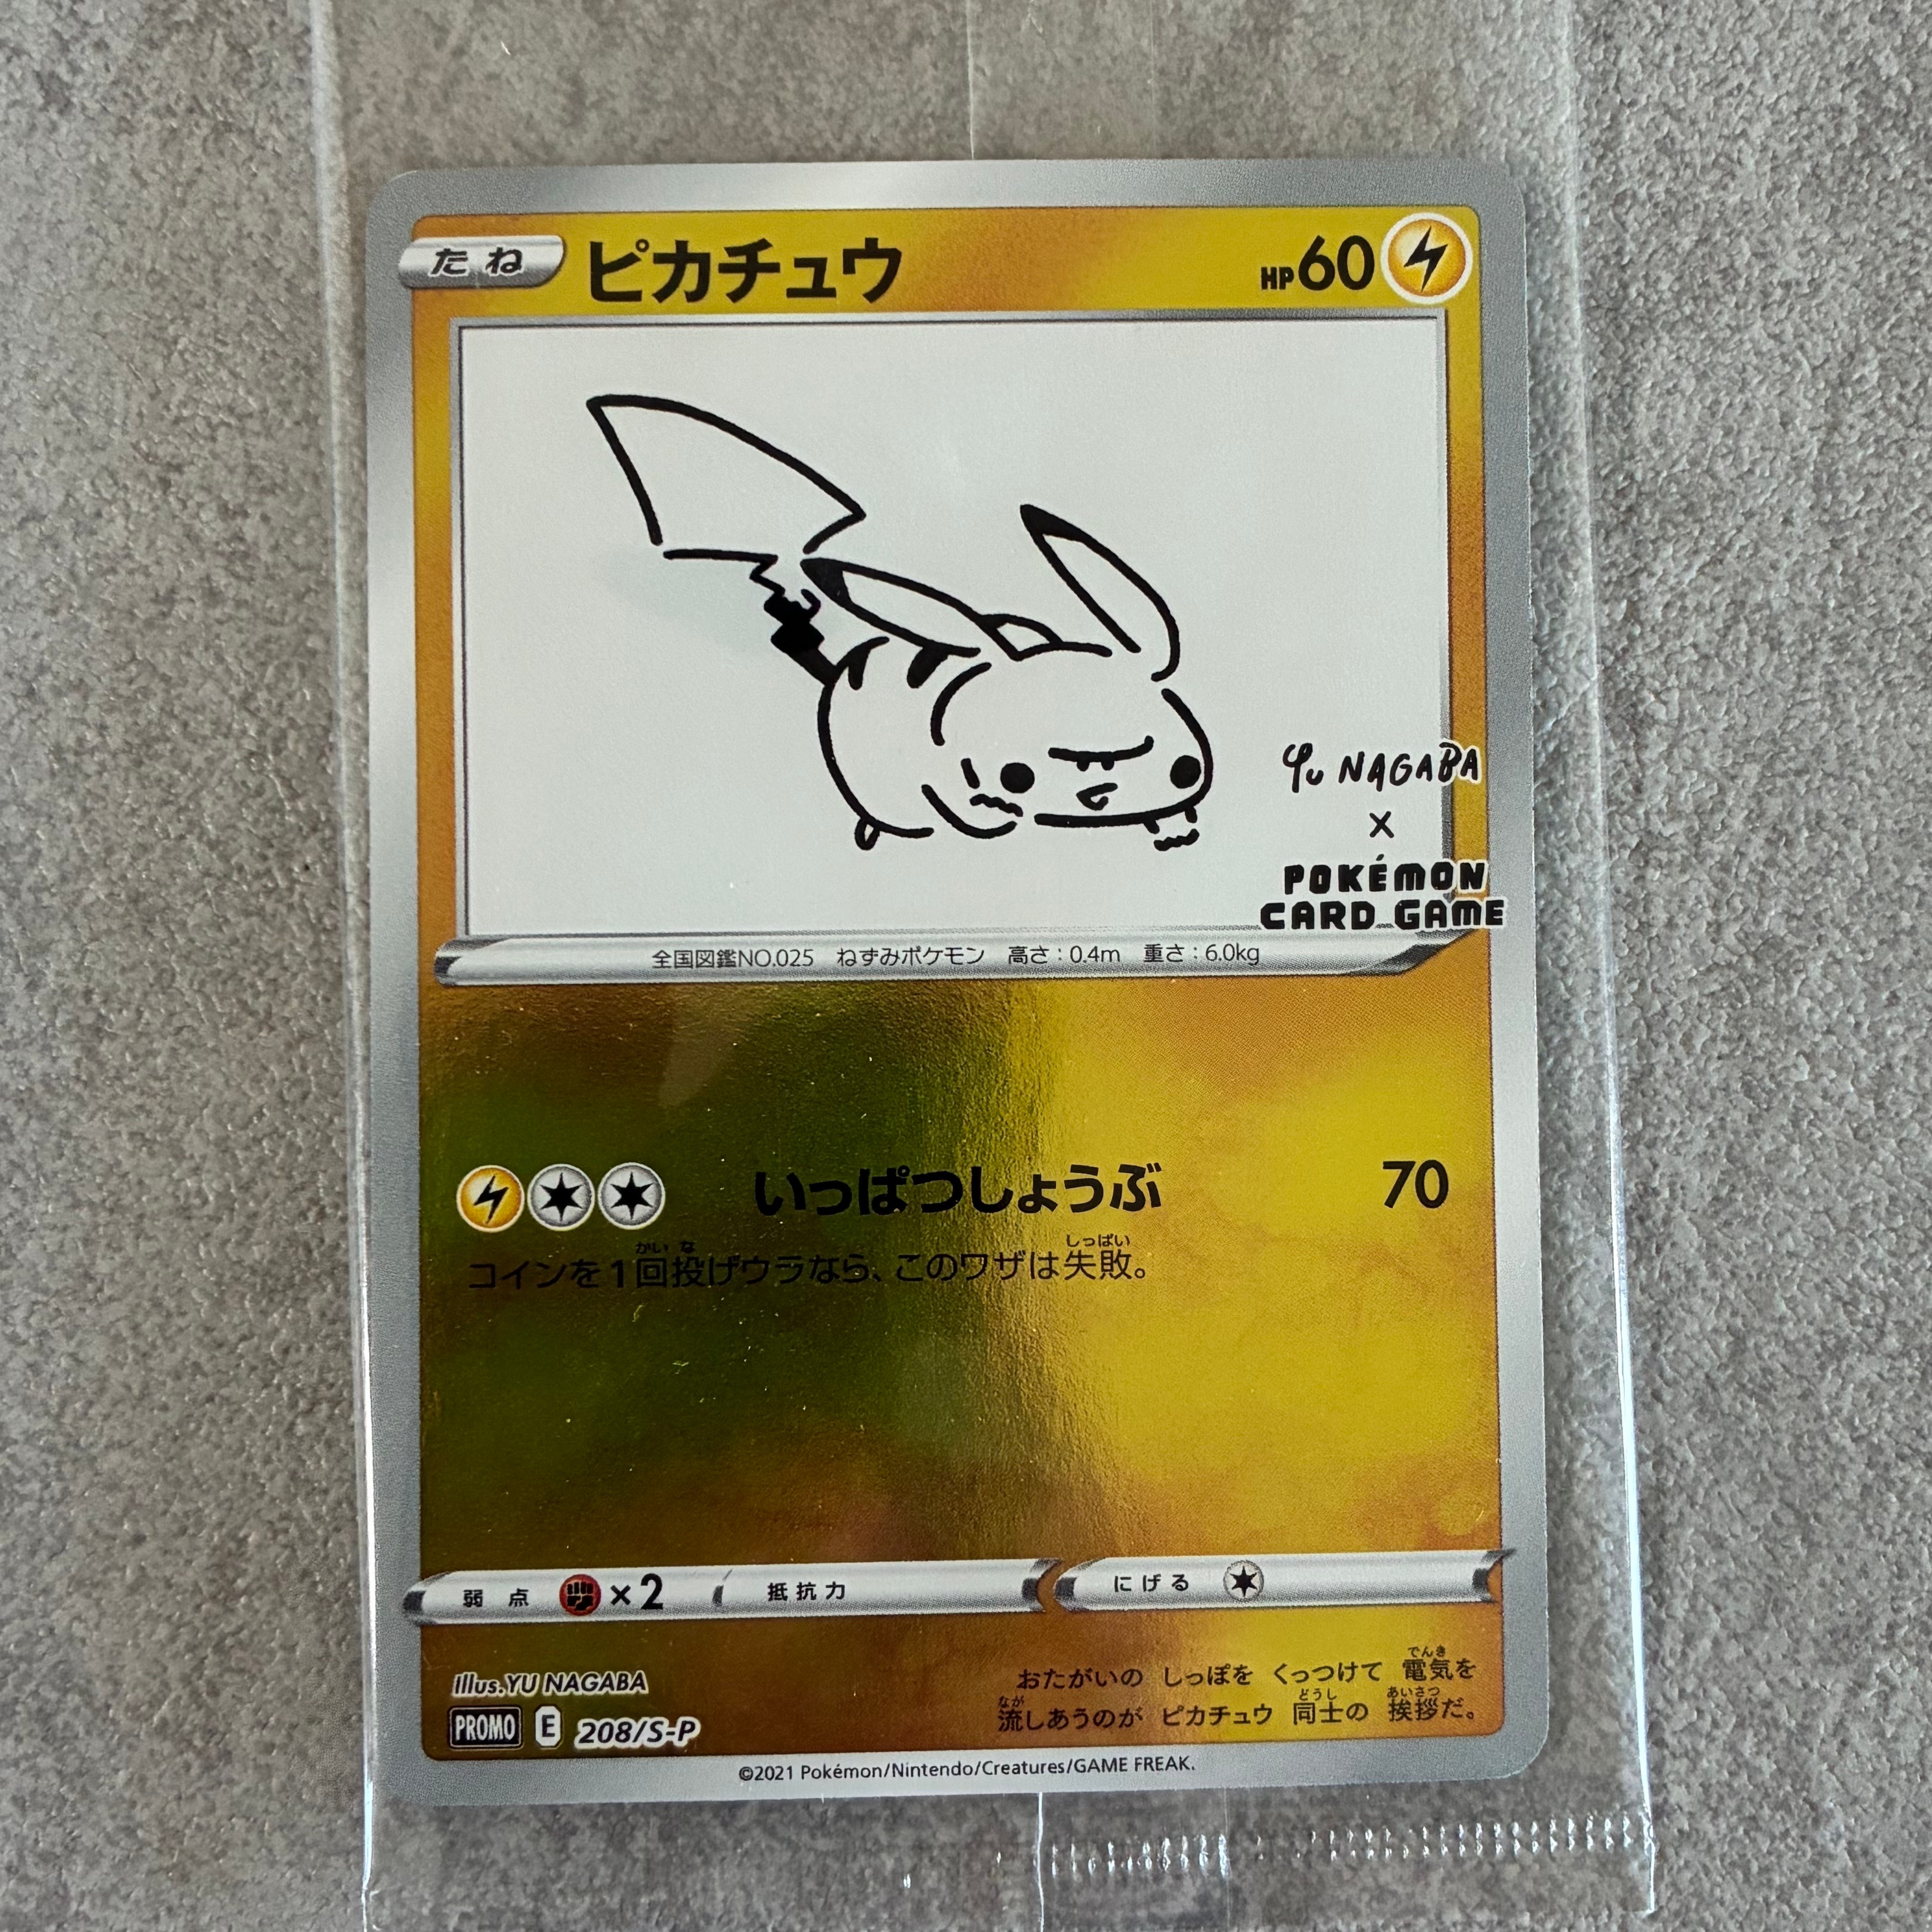 たね ピカチュウ HP60
Yu NAGABA
×
POKÉMON
CARD GAME
全国図鑑NO.025 ねずみポケモン 高さ:0.4m 重さ:6.0kg
いっぱつしょうぶ 70
コインを1回投げウラなら、このワザは失敗。
弱点 ×2 抵抗力 にげる
Illus.YU NAGABA
PROMO E 208/S-P
おたがいの しっぽを くっつけて 電気を
流しあうのが ピカチュウ 同士の 挨拶だ。
©2021 Pokémon/Nintendo/Creatures/GAME FREAK.